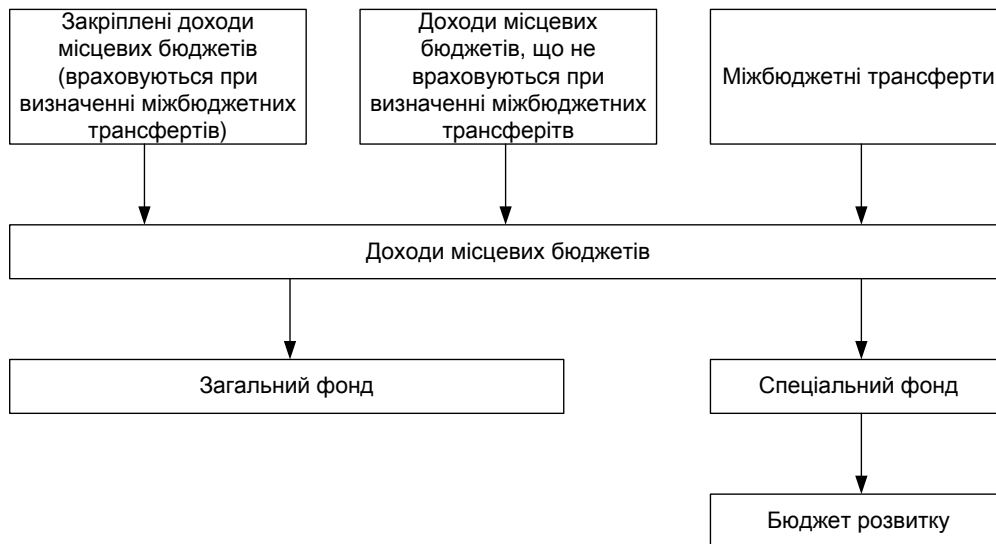 Закріплені доходи
місцевих бюджетів
(враховуються при
визначенні міжбюджетних
трансфертів)
Доходи місцевих
бюджетів, що не
враховуються при
визначенні міжбюджетних
трансферітв
Міжбюджетні трансферти
Доходи місцевих бюджетів
Загальний фонд
Спеціальний фонд
Бюджет розвитку